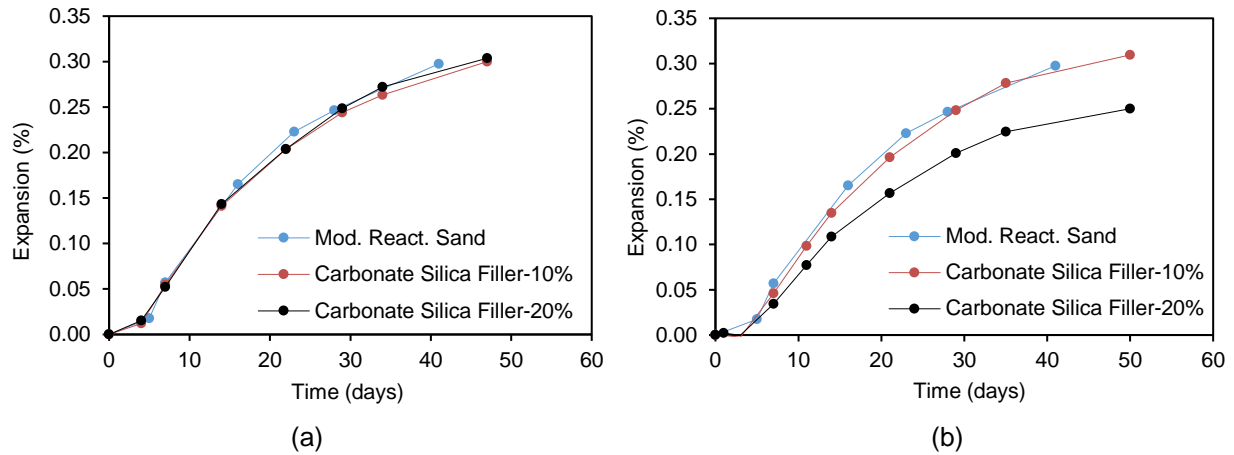 Expansion (%)
0.35
0.30
0.25
0.20
0.15
0.10
0.05
0.00
Mod. React. Sand
Carbonate Silica Filler-10%
Carbonate Silica Filler-20%
0 10 20 30 40 50 60
Time (days)
(a)
Expansion (%)
0.35
0.30
0.25
0.20
0.15
0.10
0.05
0.00
Mod. React. Sand
Carbonate Silica Filler-10%
Carbonate Silica Filler-20%
0 10 20 30 40 50 60
Time (days)
(b)